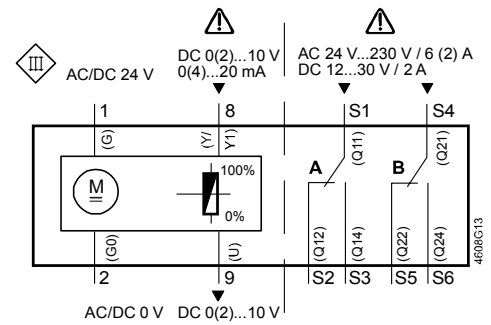 DC 0(2)...10 V
0(4)...20 mA
AC 24 V...230 V / 6 (2) A
DC 12...30 V / 2 A
III
AC/DC 24 V
1
8
S1
S4
(G)
(Y/
Y1)
(Q11)
(Q21)
A
B
M
100%
0%
(G0)
(U)
(Q12)
(Q14)
(Q22)
(Q24)
2
9
S2
S3
S5
S6
4608G13
AC/DC 0 V
DC 0(2)...10 V